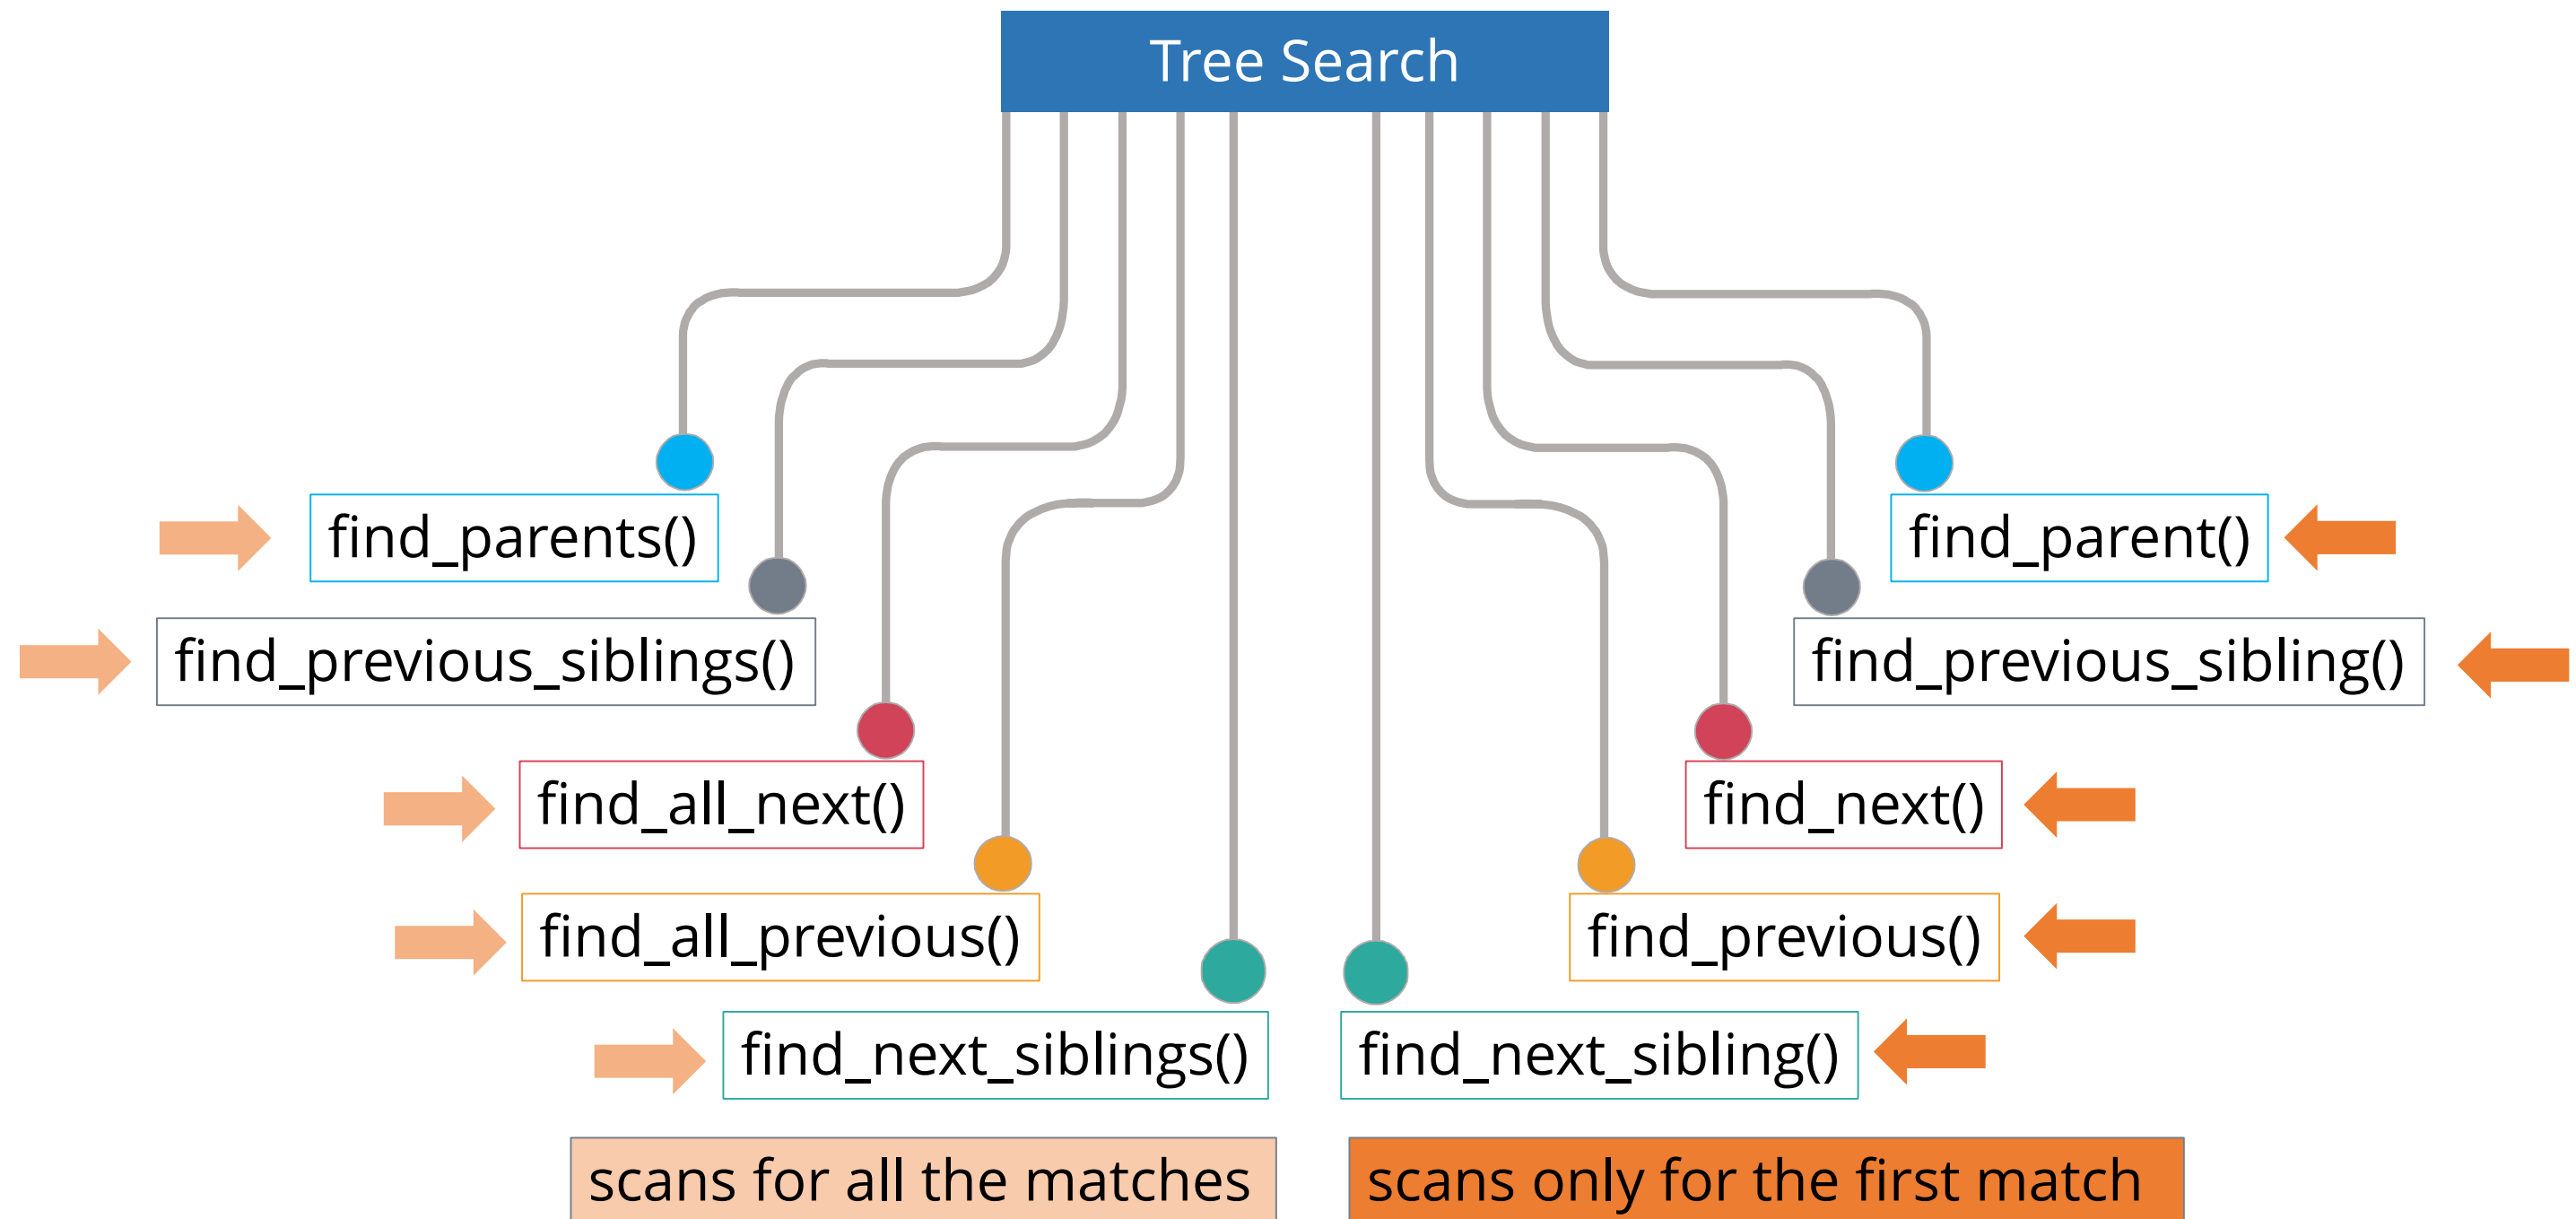 Tree Search
find_parents()
find_parent()
find_previous_siblings()
find_previous_sibling()
find_all_next()
find_next()
find_all_previous()
find_previous()
find_next_siblings()
find_next_sibling()
scans for all the matches
scans only for the first match